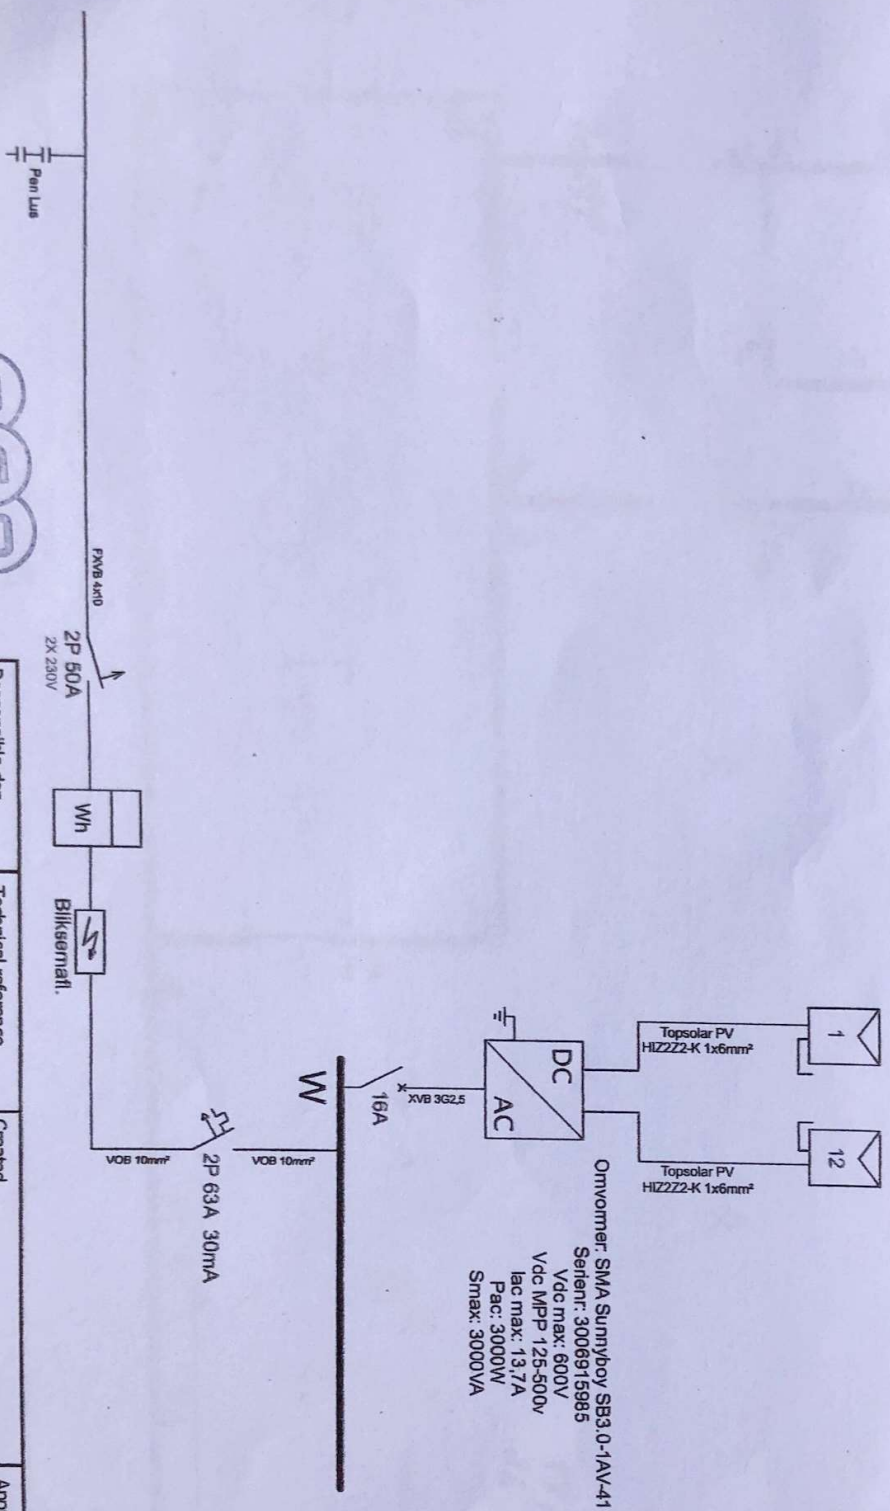 1
12
Topsolar PV
HIZ2Z2-K 1x6mm²
Topsolar PV
HIZ2Z2-K 1x6mm²
DC
AC
Omvormer: SMA Sunnyboy SB3.0-1AV-41
Serienr: 3006915985
Vdc max: 600V
Vdc MPP 125-500v
Iac max: 13,7A
Pac: 3000W
Smax: 3000VA
XVB 3G2,5
16A
W
VOB 10mm²
2P 63A 30mA
VOB 10mm²
FXVB 4x10
2P 50A
2X 230V
Wh
Bliksemafl.
Pen Lus
Technical reference
Created